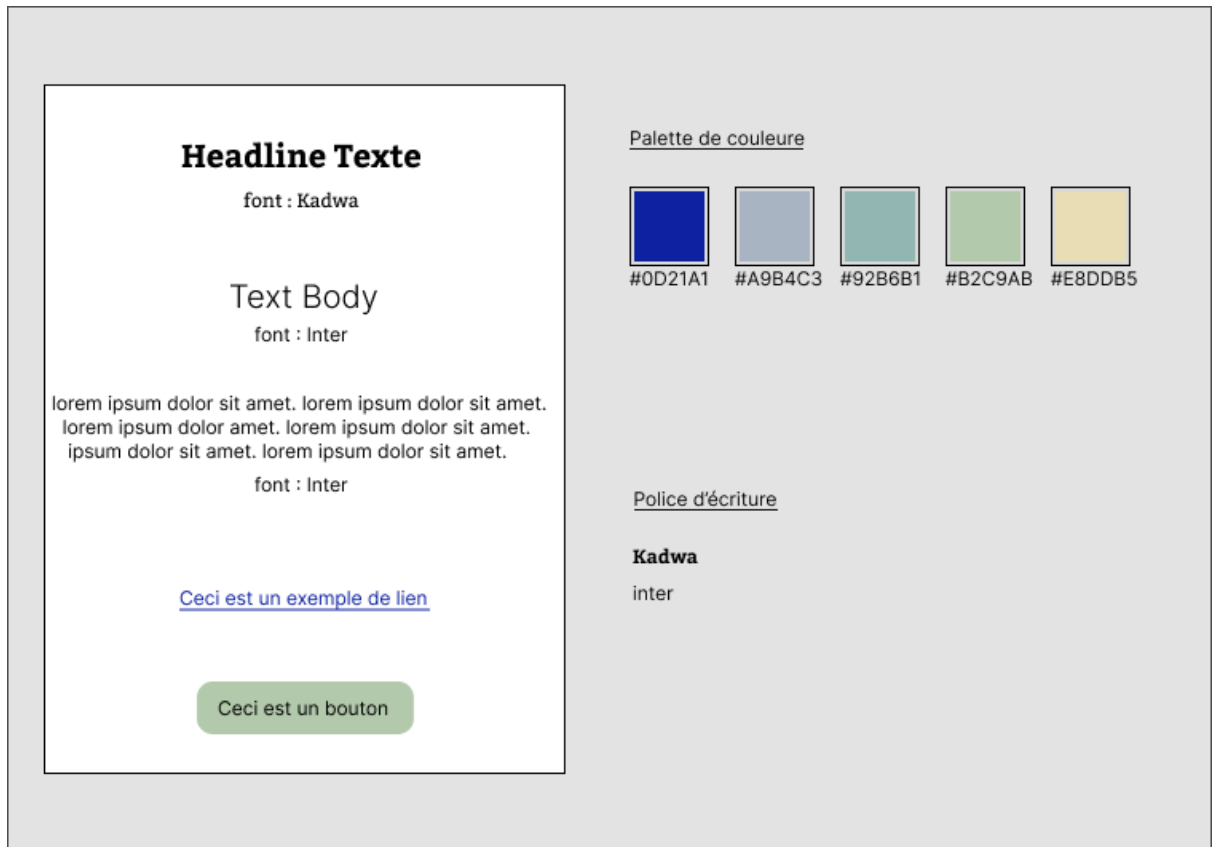 Headline Texte
font : Kadwa
Text Body
font : Inter
lorem ipsum dolor sit amet. lorem ipsum dolor sit amet.
lorem ipsum dolor amet. lorem ipsum dolor sit amet.
ipsum dolor sit amet. lorem ipsum dolor sit amet.
font : Inter
Ceci est un exemple de lien
Ceci est un bouton
Palette de couleure
#0D21A1 #A9B4C3 #92B6B1 #B2C9AB #E8DDB5
Police d’écriture
Kadwa
inter